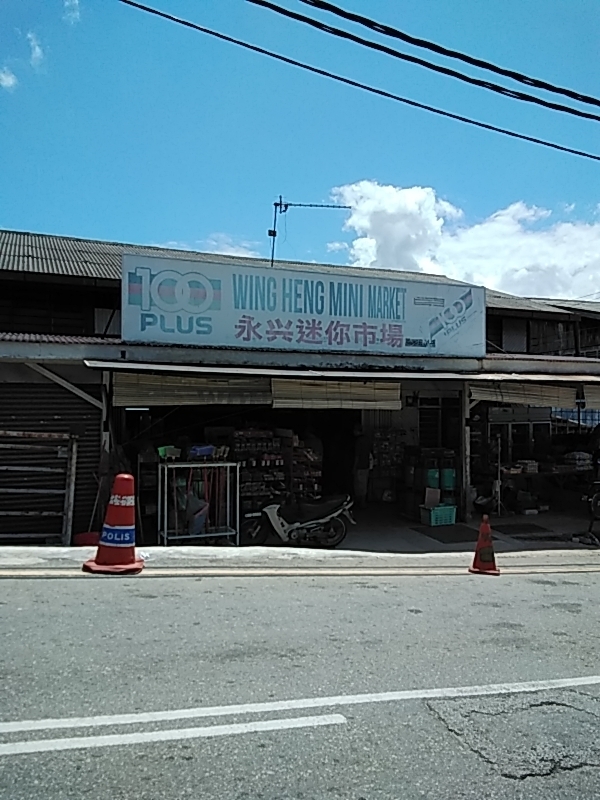 100
PLUS
WING HENG MINI MARKET
永兴迷你市場
100
PLUS
POLIS